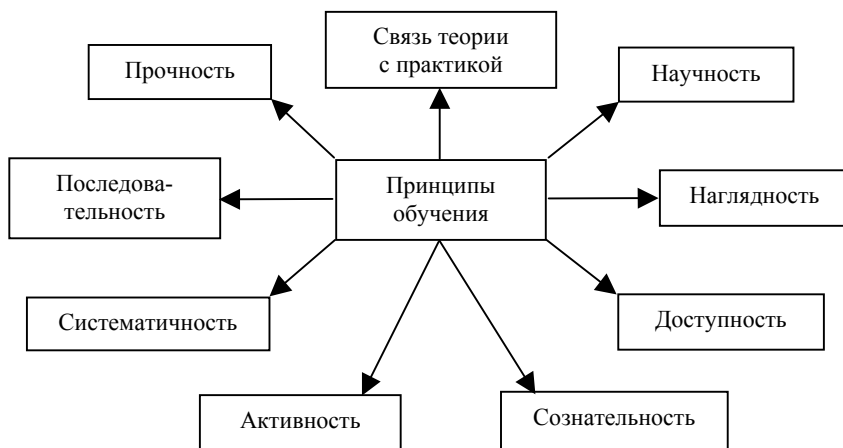 Связь теории
с практикой
Прочность
Научность
Последова-
тельность
Принципы
обучения
Наглядность
Систематичность
Доступность
Активность
Сознательность